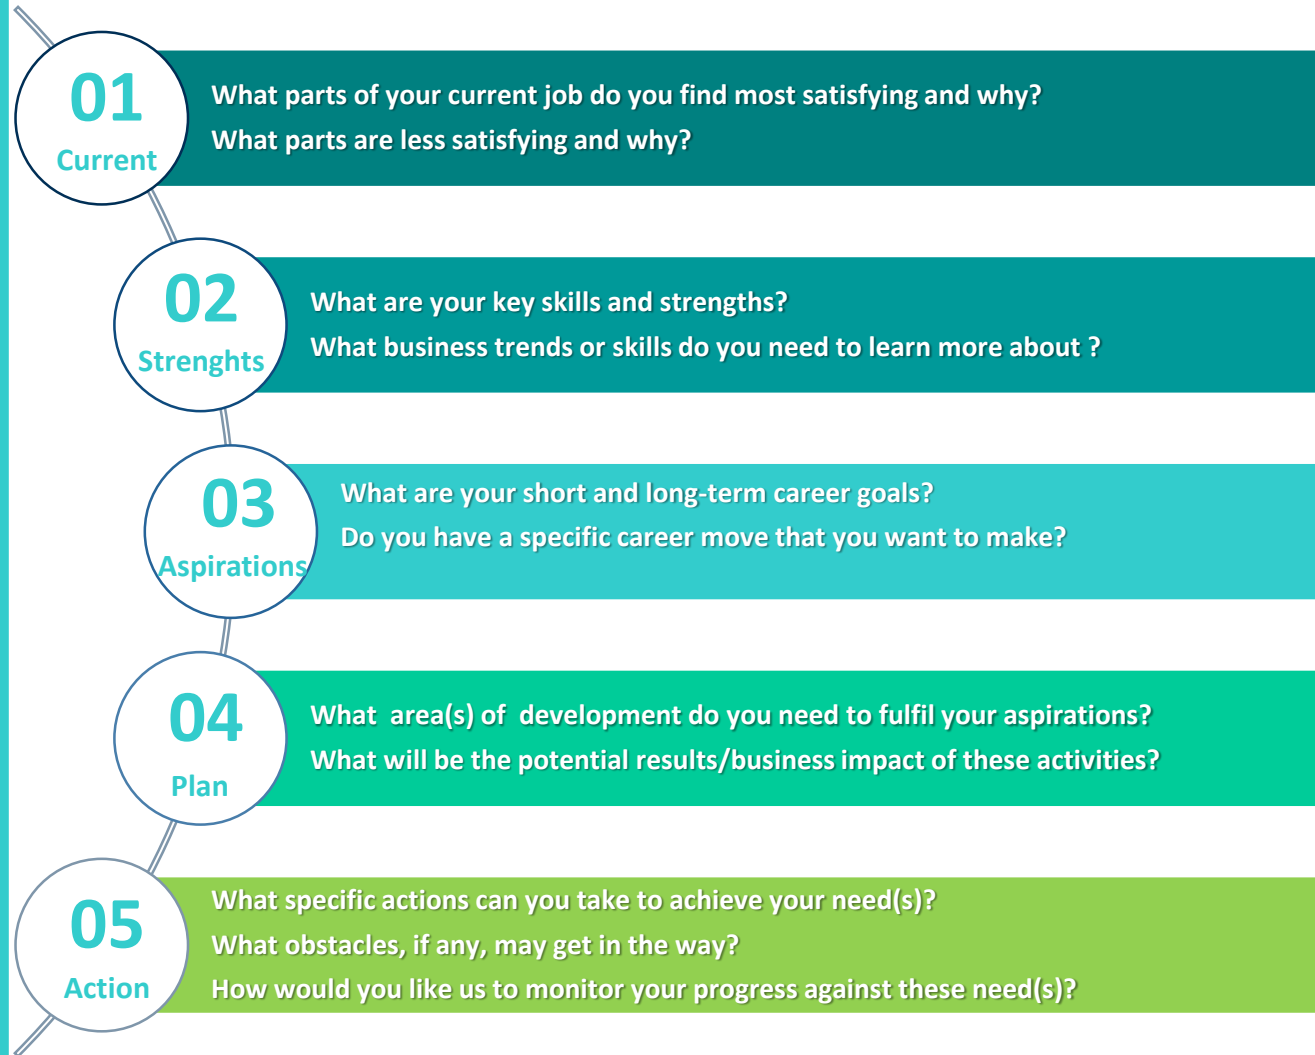 01
Current
What parts of your current job do you find most satisfying and why?
What parts are less satisfying and why?
02
Strenghts
What are your key skills and strengths?
What business trends or skills do you need to learn more about ?
03
Aspirations
What are your short and long-term career goals?
Do you have a specific career move that you want to make?
04
Plan
What  area(s) of  development do you need to fulfil your aspirations?
What will be the potential results/business impact of these activities?
05
Action
What specific actions can you take to achieve your need(s)?
What obstacles, if any, may get in the way?
How would you like us to monitor your progress against these need(s)?